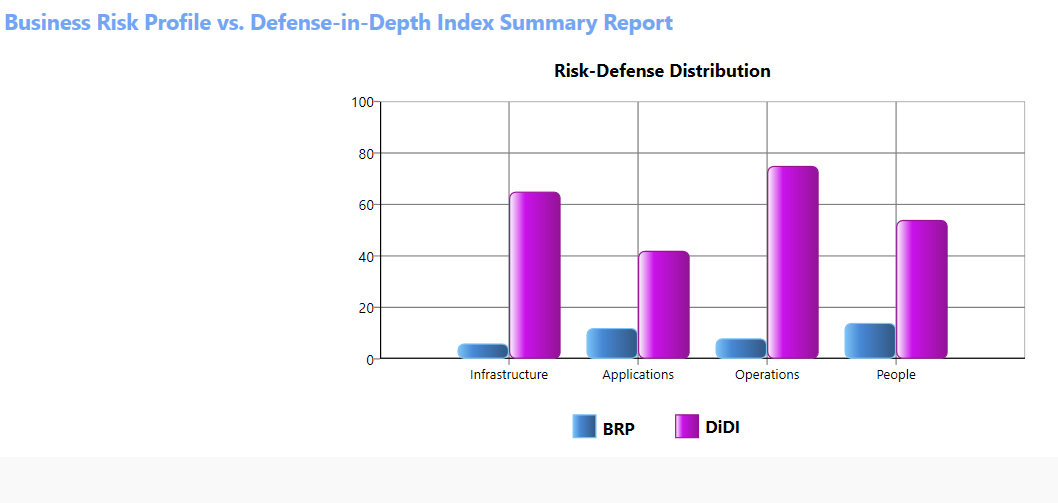 Business Risk Profile vs. Defense-in-Depth Index Summary Report
Risk-Defense Distribution
100
80
60
40
20
0
Infrastructure Applications Operations People
BRP DiDI